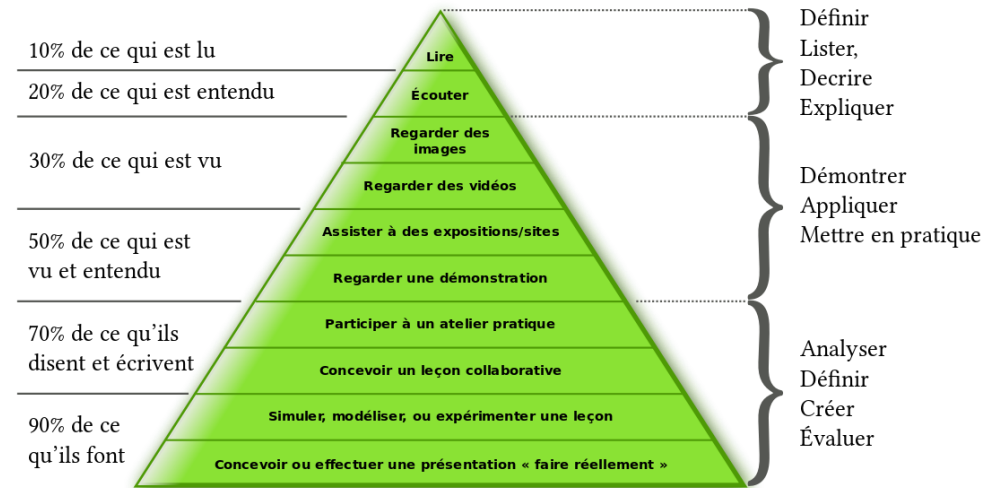 10% de ce qui est lu
20% de ce qui est entendu
30% de ce qui est vu
50% de ce qui est
vu et entendu
70% de ce qu’ils
disent et écrivent
90% de ce
qu’ils font
Lire
Écouter
Regarder des
images
Regarder des vidéos
Assister à des expositions/sites
Regarder une démonstration
Participer à un atelier pratique
Concevoir un leçon collaborative
Simuler, modéliser, ou expérimenter une leçon
Concevoir ou effectuer une présentation « faire réellement »
Définir
Lister,
Decrire
Expliquer
Démontrer
Appliquer
Mettre en pratique
Analyser
Définir
Créer
Évaluer